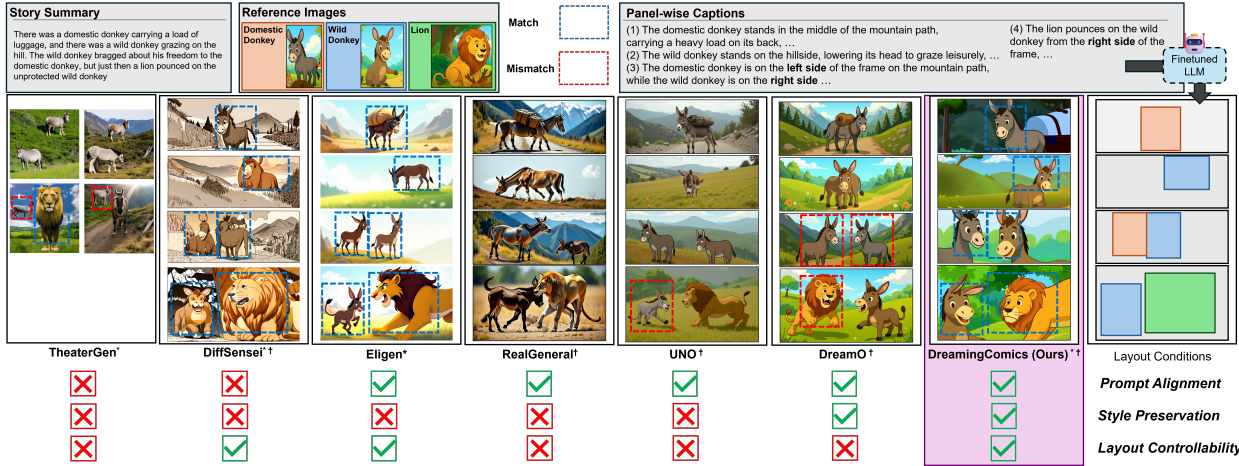 Story Summary
There was a domestic donkey carrying a load of
luggage, and there was a wild donkey grazing on the
hill. The wild donkey bragged about his freedom to the
domestic donkey, but just then a lion pounced on the
unprotected wild donkey
Reference Images
Domestic
Donkey
Wild
Donkey
Lion
Match
Mismatch
Panel-wise Captions
(1) The domestic donkey stands in the middle of the mountain path,
carrying a heavy load on its back, …
(2) The wild donkey stands on the hillside, lowering its head to graze leisurely, …
(3) The domestic donkey is on the left side of the frame on the mountain path,
while the wild donkey is on the right side …
(4) The lion pounces on the wild
donkey from the right side of the
frame, …
Finetuned
LLM
TheaterGen*
DiffSensei*†
Eligen*
RealGeneral†
UNO†
DreamO†
DreamingComics (Ours)*†
Layout Conditions
Prompt Alignment
Style Preservation
Layout Controllability